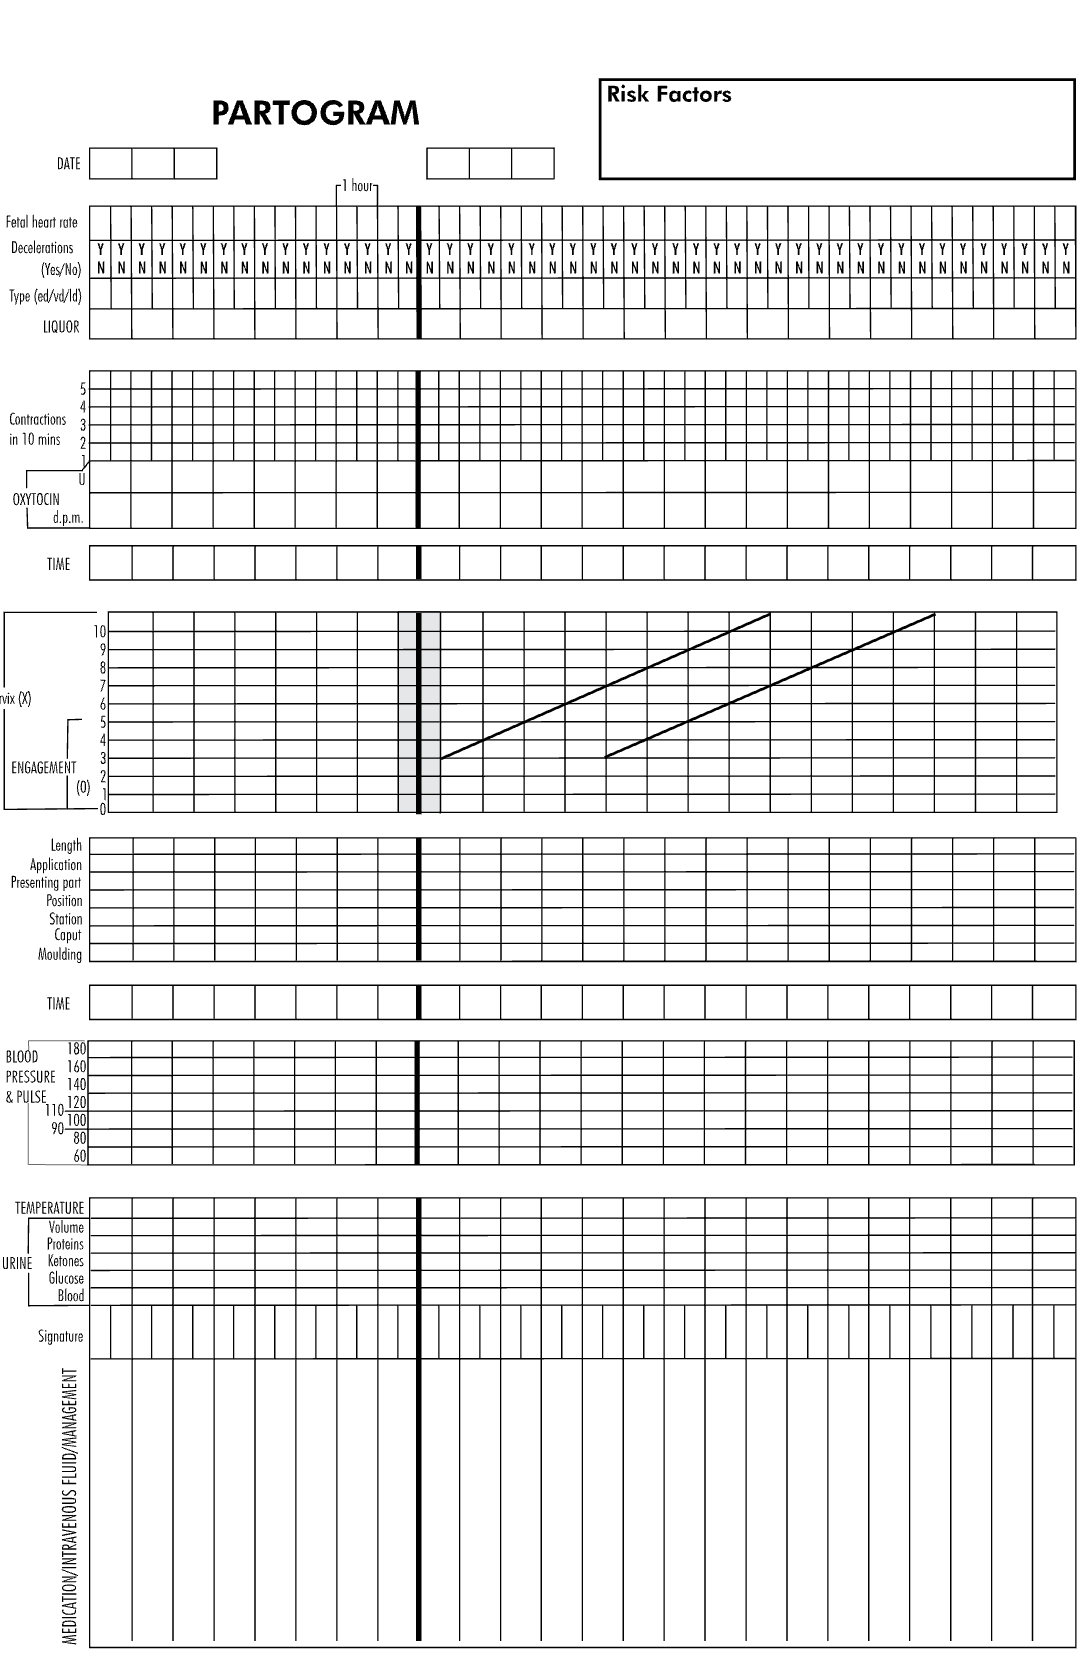 Risk Factors
PARTOGRAM
DATE
1 hour
Fetal heart rate
Decelerations Y Y Y Y Y Y Y Y Y Y Y Y Y Y Y Y Y Y Y Y Y Y Y Y Y Y Y Y Y Y Y Y Y Y Y Y Y Y Y Y Y Y Y Y Y Y Y Y
(Yes/No) N N N N N N N N N N N N N N N N N N N N N N N N N N N N N N N N N N N N N N N N N N N N N N N N
Type (ed/vd/ld)
LIQUOR
5
4
Contractions 3
in 10 mins 2
1
U
OXYTOCIN
d.p.m.
TIME
10
9
8
7
rvix (X) 6
5
4
3
ENGAGEMENT 2
(0) 1
0
Length
Application
Presenting part
Position
Station
Caput
Moulding
TIME
BLOOD 180
PRESSURE 160
& PULSE 140
120
110
100
90
80
60
TEMPERATURE
Volume
Proteins
URINE Ketones
Glucose
Blood
Signature
MEDICATION/INTRAVENOUS FLUID/MANAGEMENT